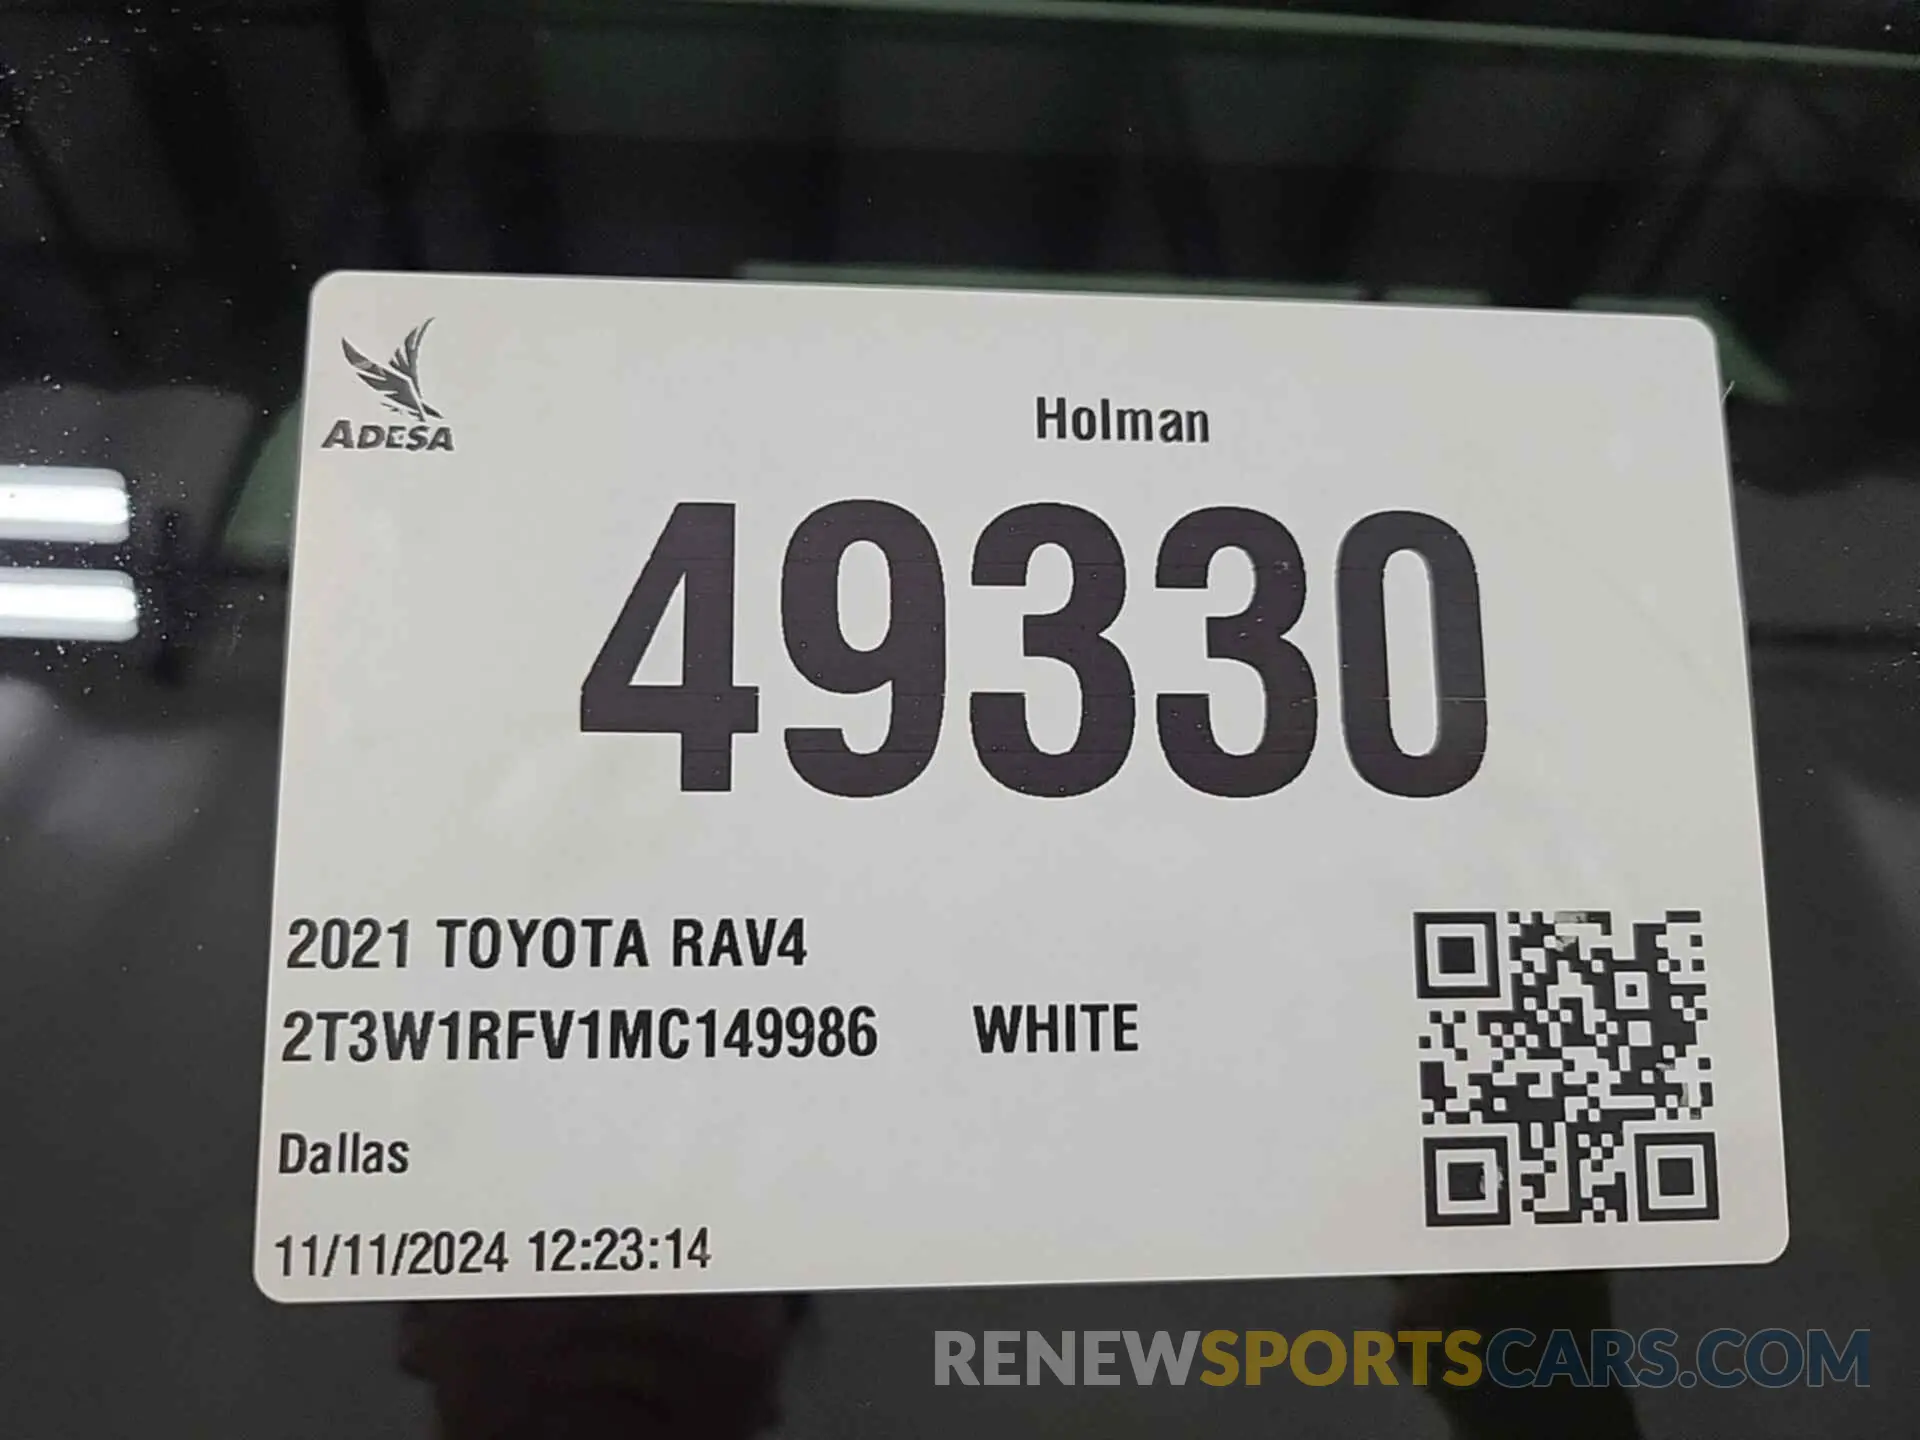 ADESA
Holman
49330
2021 TOYOTA RAV4
2T3W1RFV1MC149986 WHITE
Dallas
11/11/2024 12:23:14
RENEWSPORTSCARS.COM